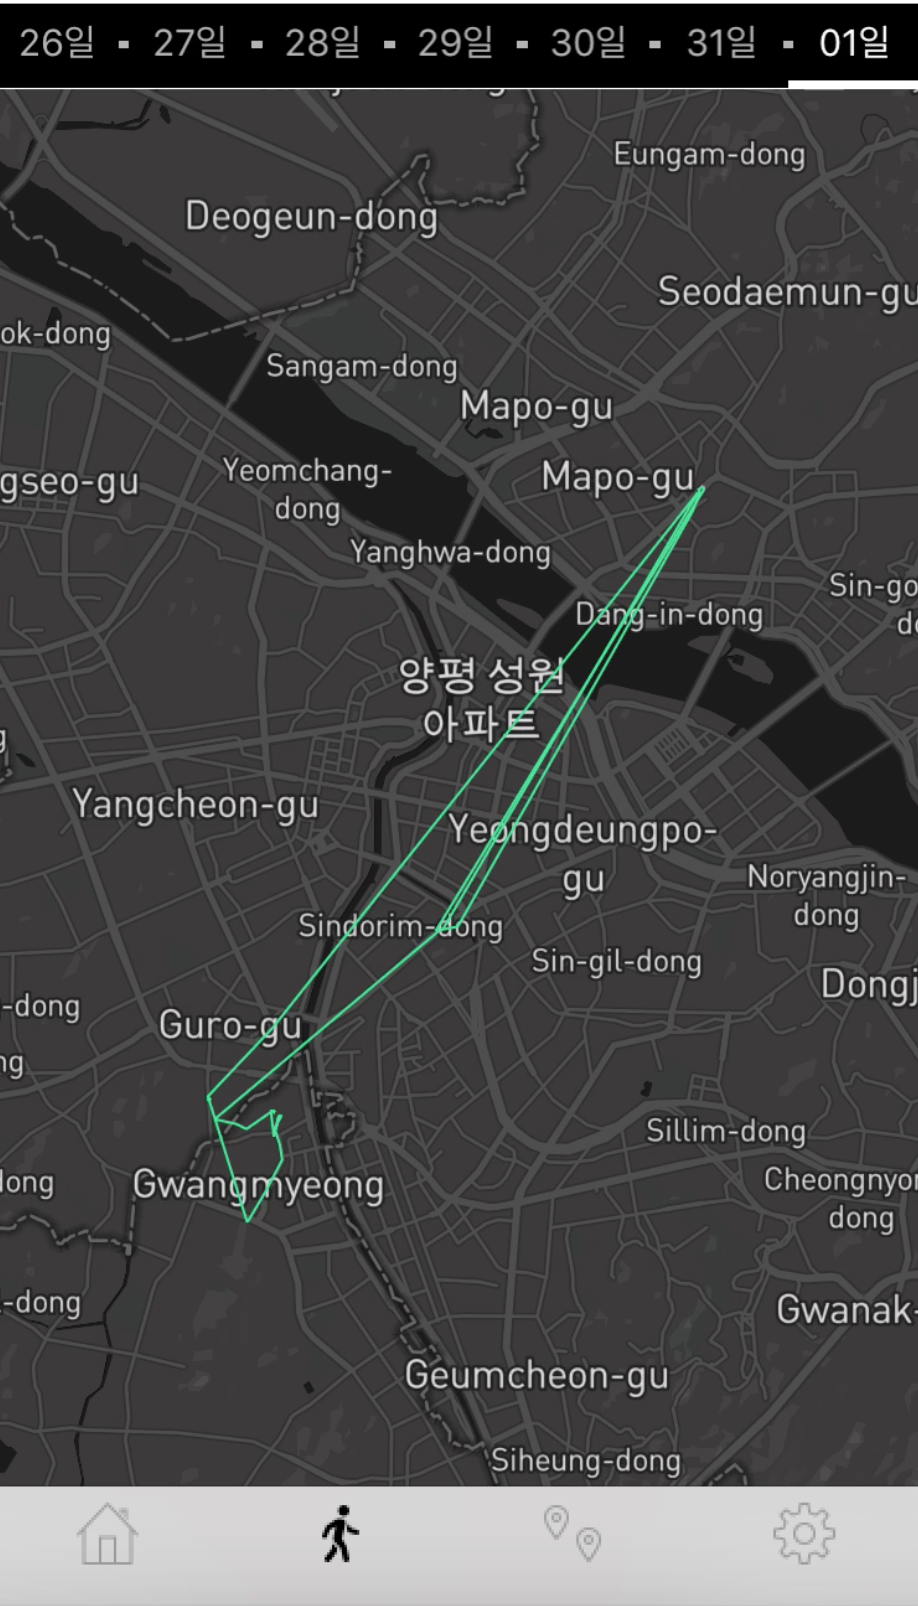 26일 - 27일 - 28일 - 29일 - 30일 - 31일 - 01일
Eungam-dong
Deogeun-dong
Seodaemun-gu
ok-dong
Sangam-dong
Mapo-gu
Yeomchang-
dong
Mapo-gu
gseo-gu
Yanghwa-dong
Sin-go
Dang-in-dong
양평 성원
아파트
Yangcheon-gu
Yeongdeungpo-
gu
Noryangjin-
dong
Sindorim-dong
Sin-gil-dong
Dongj
-dong
Guro-gu
ng
Sillim-dong
dong
Gwangmyeong
Cheongnyo
dong
-dong
Gwanak-
Geumcheon-gu
Siheung-dong